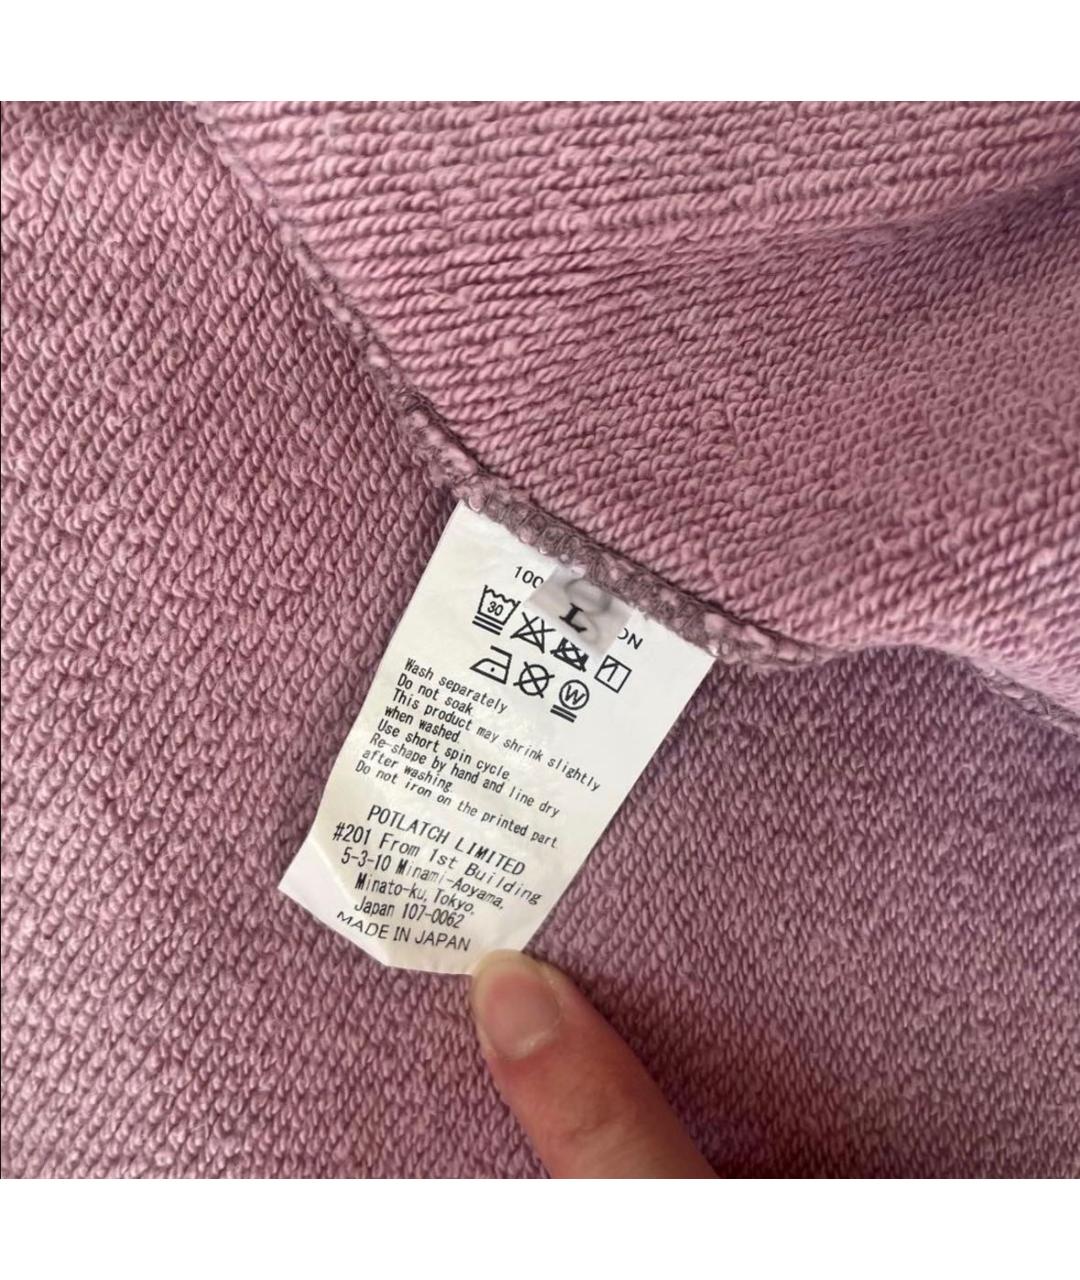 100
L
ON
30
W
Wash separately
Do not soak
This product may shrink slightly
when washed.
Use short spin cycle.
Re-shape by hand and line dry
after washing.
Do not iron on the printed part.
POTLATCH LIMITED
#201 From 1st Building
5-3-10 Minami-Aoyama,
Minato-ku, Tokyo,
Japan 107-0062
MADE IN JAPAN